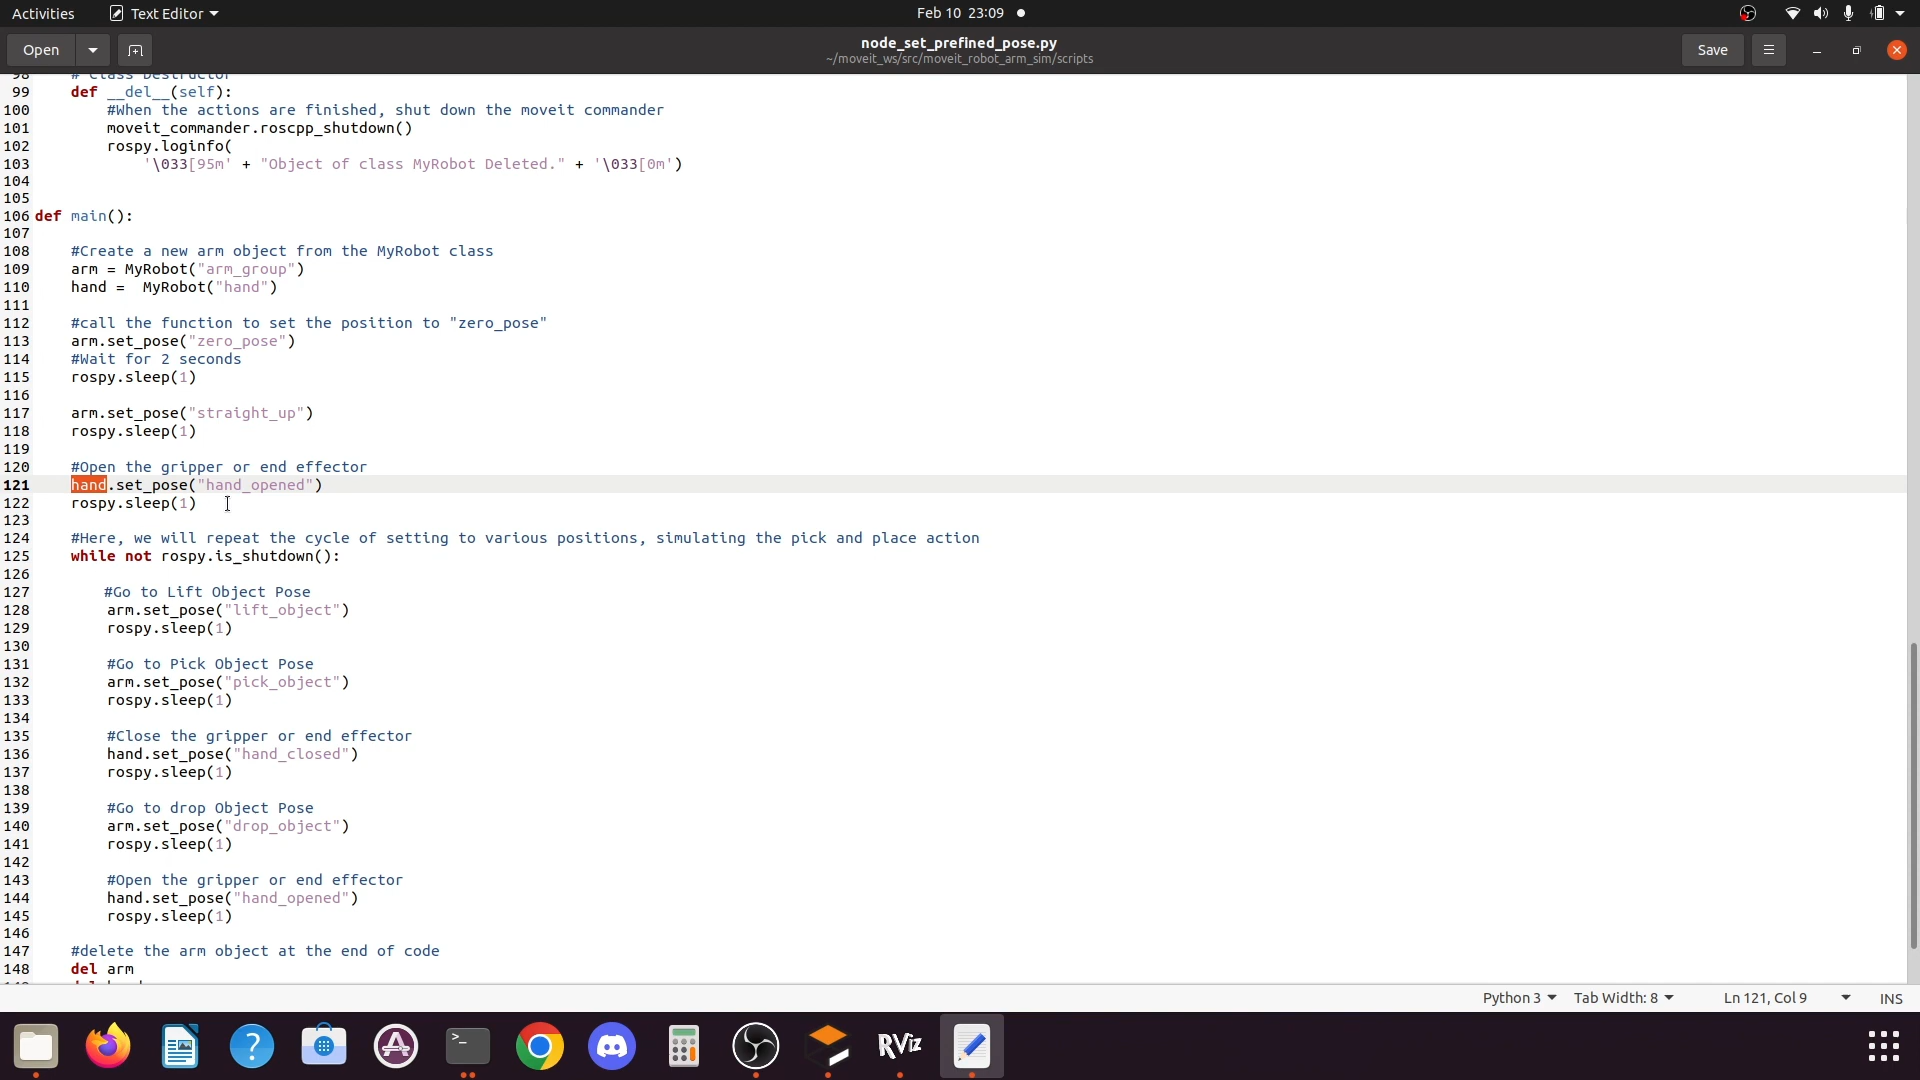 Activities
Text Editor
Feb 10 23:09
Open
node_set_prefined_pose.py
~/moveit_ws/src/moveit_robot_arm_sim/scripts
Save
98     # Class Destructor
99     def __del__(self):
100         #When the actions are finished, shut down the moveit commander
101         moveit_commander.roscpp_shutdown()
102         rospy.loginfo(
103             '\033[95m' + "Object of class MyRobot Deleted." + '\033[0m')
104
105
106 def main():
107
108     #Create a new arm object from the MyRobot class
109     arm = MyRobot("arm_group")
110     hand =  MyRobot("hand")
111
112     #call the function to set the position to "zero_pose"
113     arm.set_pose("zero_pose")
114     #Wait for 2 seconds
115     rospy.sleep(1)
116
117     arm.set_pose("straight_up")
118     rospy.sleep(1)
119
120     #Open the gripper or end effector
121     hand.set_pose("hand_opened")
122     rospy.sleep(1)
123
124     #Here, we will repeat the cycle of setting to various positions, simulating the pick and place action
125     while not rospy.is_shutdown():
126
127         #Go to Lift Object Pose
128         arm.set_pose("lift_object")
129         rospy.sleep(1)
130
131         #Go to Pick Object Pose
132         arm.set_pose("pick_object")
133         rospy.sleep(1)
134
135         #Close the gripper or end effector
136         hand.set_pose("hand_closed")
137         rospy.sleep(1)
138
139         #Go to drop Object Pose
140         arm.set_pose("drop_object")
141         rospy.sleep(1)
142
143         #Open the gripper or end effector
144         hand.set_pose("hand_opened")
145         rospy.sleep(1)
146
147     #delete the arm object at the end of code
148     del arm
Python 3
Tab Width: 8
Ln 121, Col 9
INS
RViz